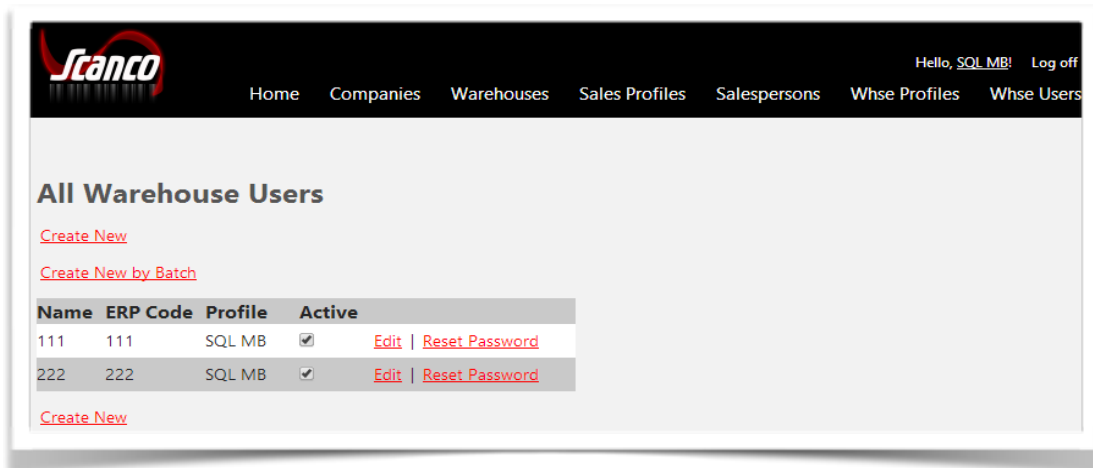 Scanco
Hello, SQL MB! Log off
Home Companies Warehouses Sales Profiles Salespersons Whse Profiles Whse Users
All Warehouse Users
Create New
Create New by Batch
Name ERP Code Profile Active
111 111 SQL MB Edit | Reset Password
222 222 SQL MB Edit | Reset Password
Create New